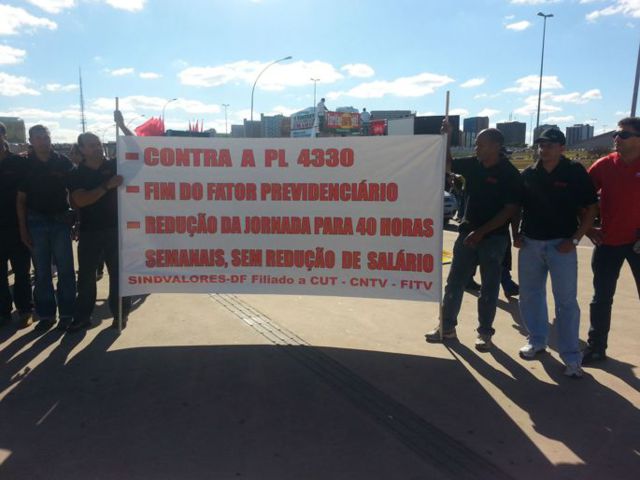 - CONTRA A PL 4330
- FIM DO FATOR PREVIDENCIÁRIO
- REDUÇÃO DA JORNADA PARA 40 HORAS
SEMANAIS, SEM REDUÇÃO DE SALÁRIO
SINDVALORES-DF Filiado a CUT - CNTV - FITV